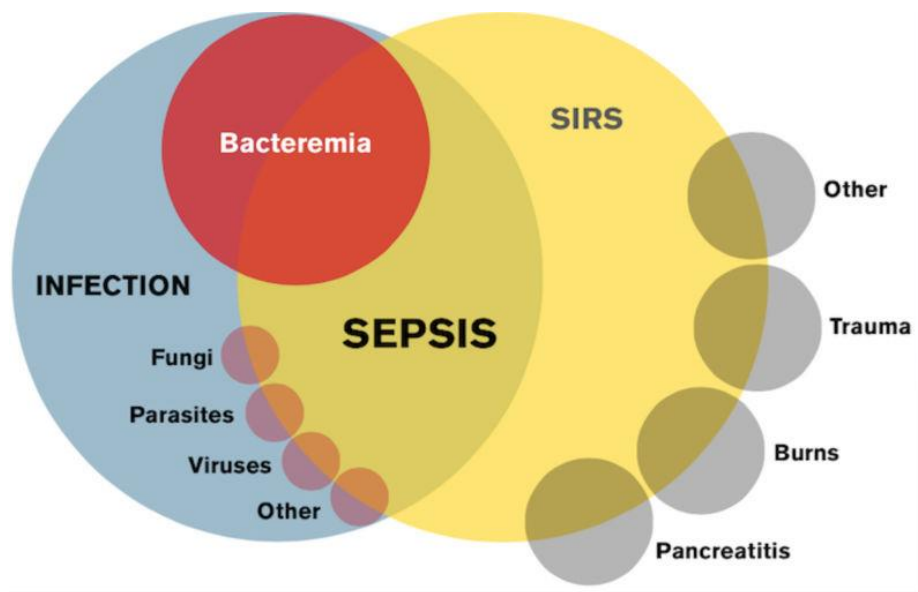 Bacteremia
SIRS
Other
INFECTION
SEPSIS
Trauma
Fungi
Parasites
Viruses
Burns
Other
Pancreatitis